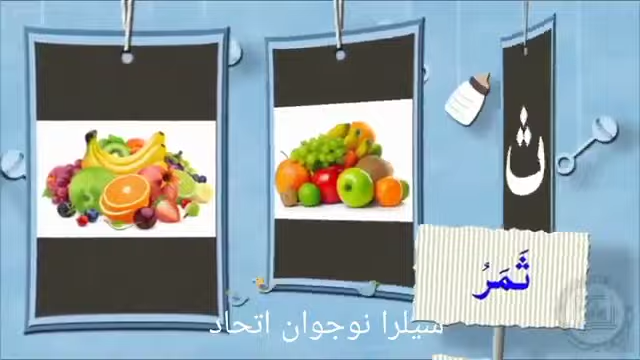 ث
ثَمَرُ
سیلرا نوجوان اتحاد